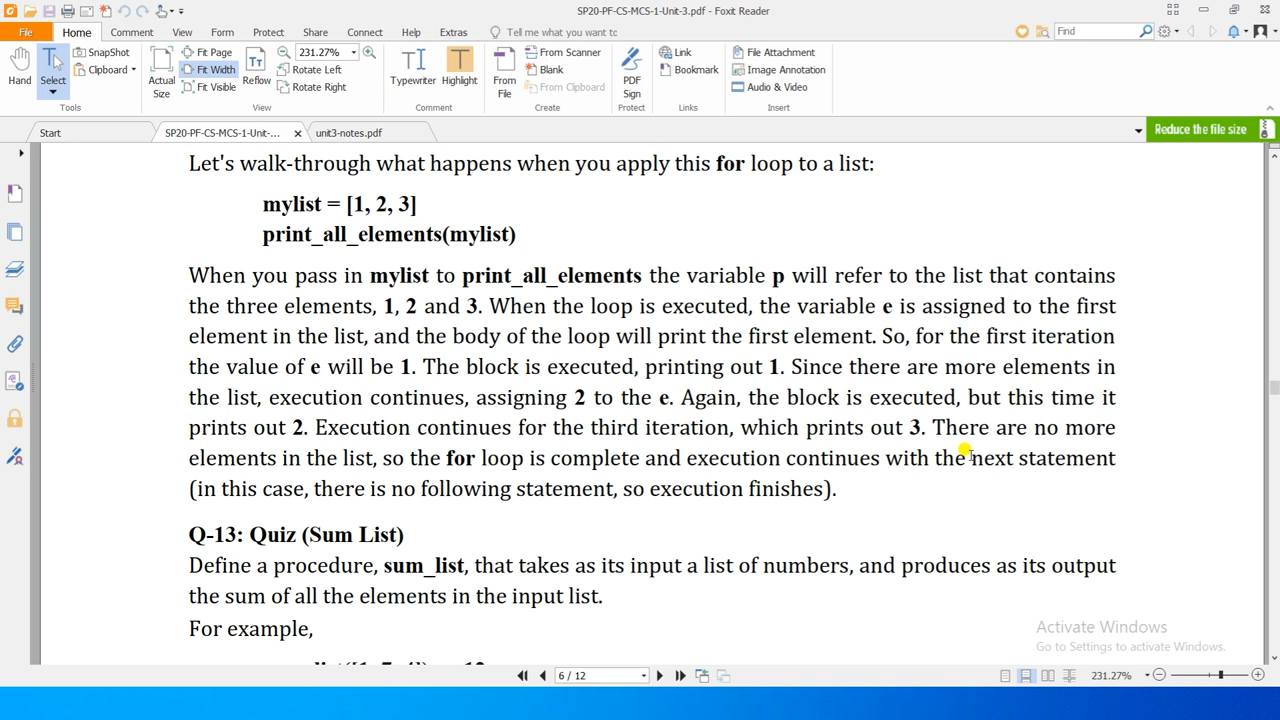 SP20-PF-CS-MCS-1-Unit-3.pdf - Foxit Reader
File Home Comment View Form Protect Share Connect Help Extras Tell me what you want to Find
Hand Select SnapShot Clipboard Actual Size Fit Page Fit Width Fit Visible Reflow 231.27% Rotate Left Rotate Right Typewriter Highlight From File From Scanner Blank From Clipboard PDF Sign Link Bookmark File Attachment Image Annotation Audio & Video
Tools View Comment Create Protect Links Insert
Start SP20-PF-CS-MCS-1-Unit-... unit3-notes.pdf Reduce the file size
Let's walk-through what happens when you apply this for loop to a list:
mylist = [1, 2, 3]
print_all_elements(mylist)
When you pass in mylist to print_all_elements the variable p will refer to the list that contains
the three elements, 1, 2 and 3. When the loop is executed, the variable e is assigned to the first
element in the list, and the body of the loop will print the first element. So, for the first iteration
the value of e will be 1. The block is executed, printing out 1. Since there are more elements in
the list, execution continues, assigning 2 to the e. Again, the block is executed, but this time it
prints out 2. Execution continues for the third iteration, which prints out 3. There are no more
elements in the list, so the for loop is complete and execution continues with the next statement
(in this case, there is no following statement, so execution finishes).
Q-13: Quiz (Sum List)
Define a procedure, sum_list, that takes as its input a list of numbers, and produces as its output
the sum of all the elements in the input list.
For example,
Activate Windows
Go to Settings to activate Windows.
6 / 12 231.27%